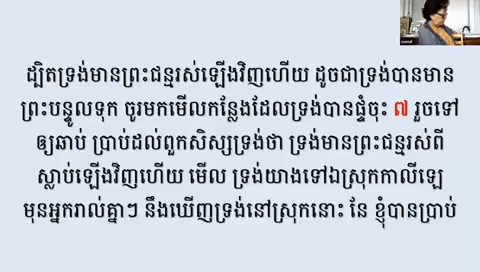 ដ្បិតទ្រង់មានព្រះជន្មរស់ឡើងវិញហើយ ដូចជាទ្រង់បានមាន
ព្រះបន្ទូលទុក ចូរមកមើលកន្លែងដែលទ្រង់បានផ្ទំចុះ ៧ រួចទៅ
ឲ្យឆាប់ ប្រាប់ដល់ពួកសិស្សទ្រង់ថា ទ្រង់មានព្រះជន្មរស់ពី
ស្លាប់ឡើងវិញហើយ មើល ទ្រង់យាងទៅឯស្រុកកាលីឡេ
មុនអ្នករាល់គ្នាៗ នឹងឃើញទ្រង់នៅស្រុកនោះ នែ ខ្ញុំបានប្រាប់